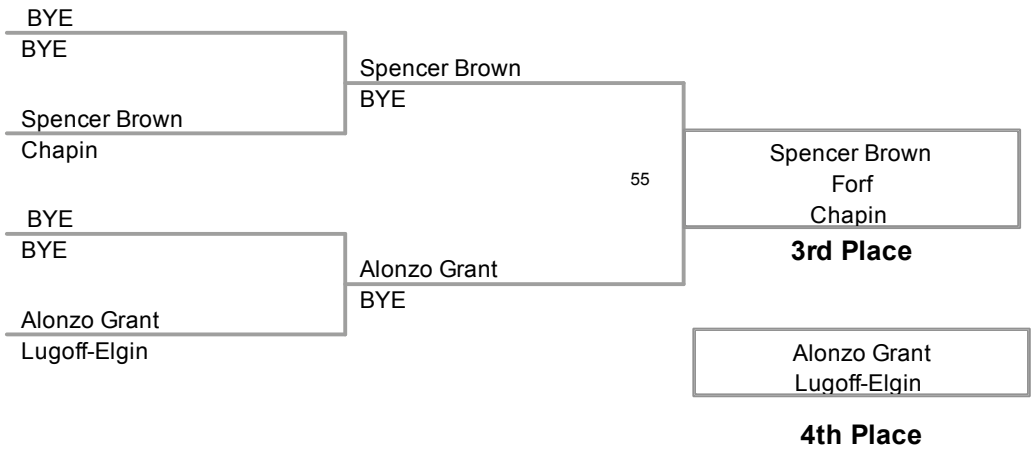 BYE
BYE
Spencer Brown
BYE
Spencer Brown
Chapin
55
Spencer Brown
Forf
Chapin
3rd Place
BYE
BYE
Alonzo Grant
BYE
Alonzo Grant
Lugoff-Elgin
Alonzo Grant
Lugoff-Elgin
4th Place